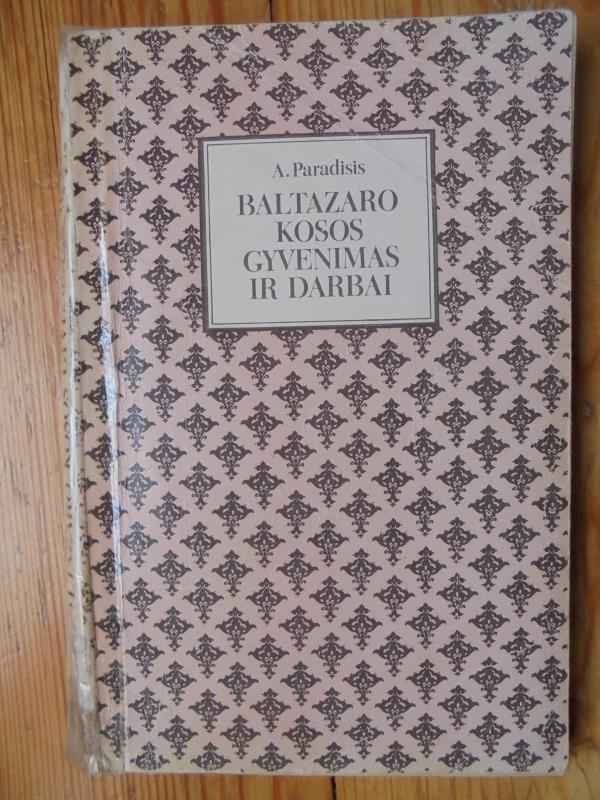 A. Paradisis
BALTAZARO
KOSOS
GYVENIMAS
IR DARBAI